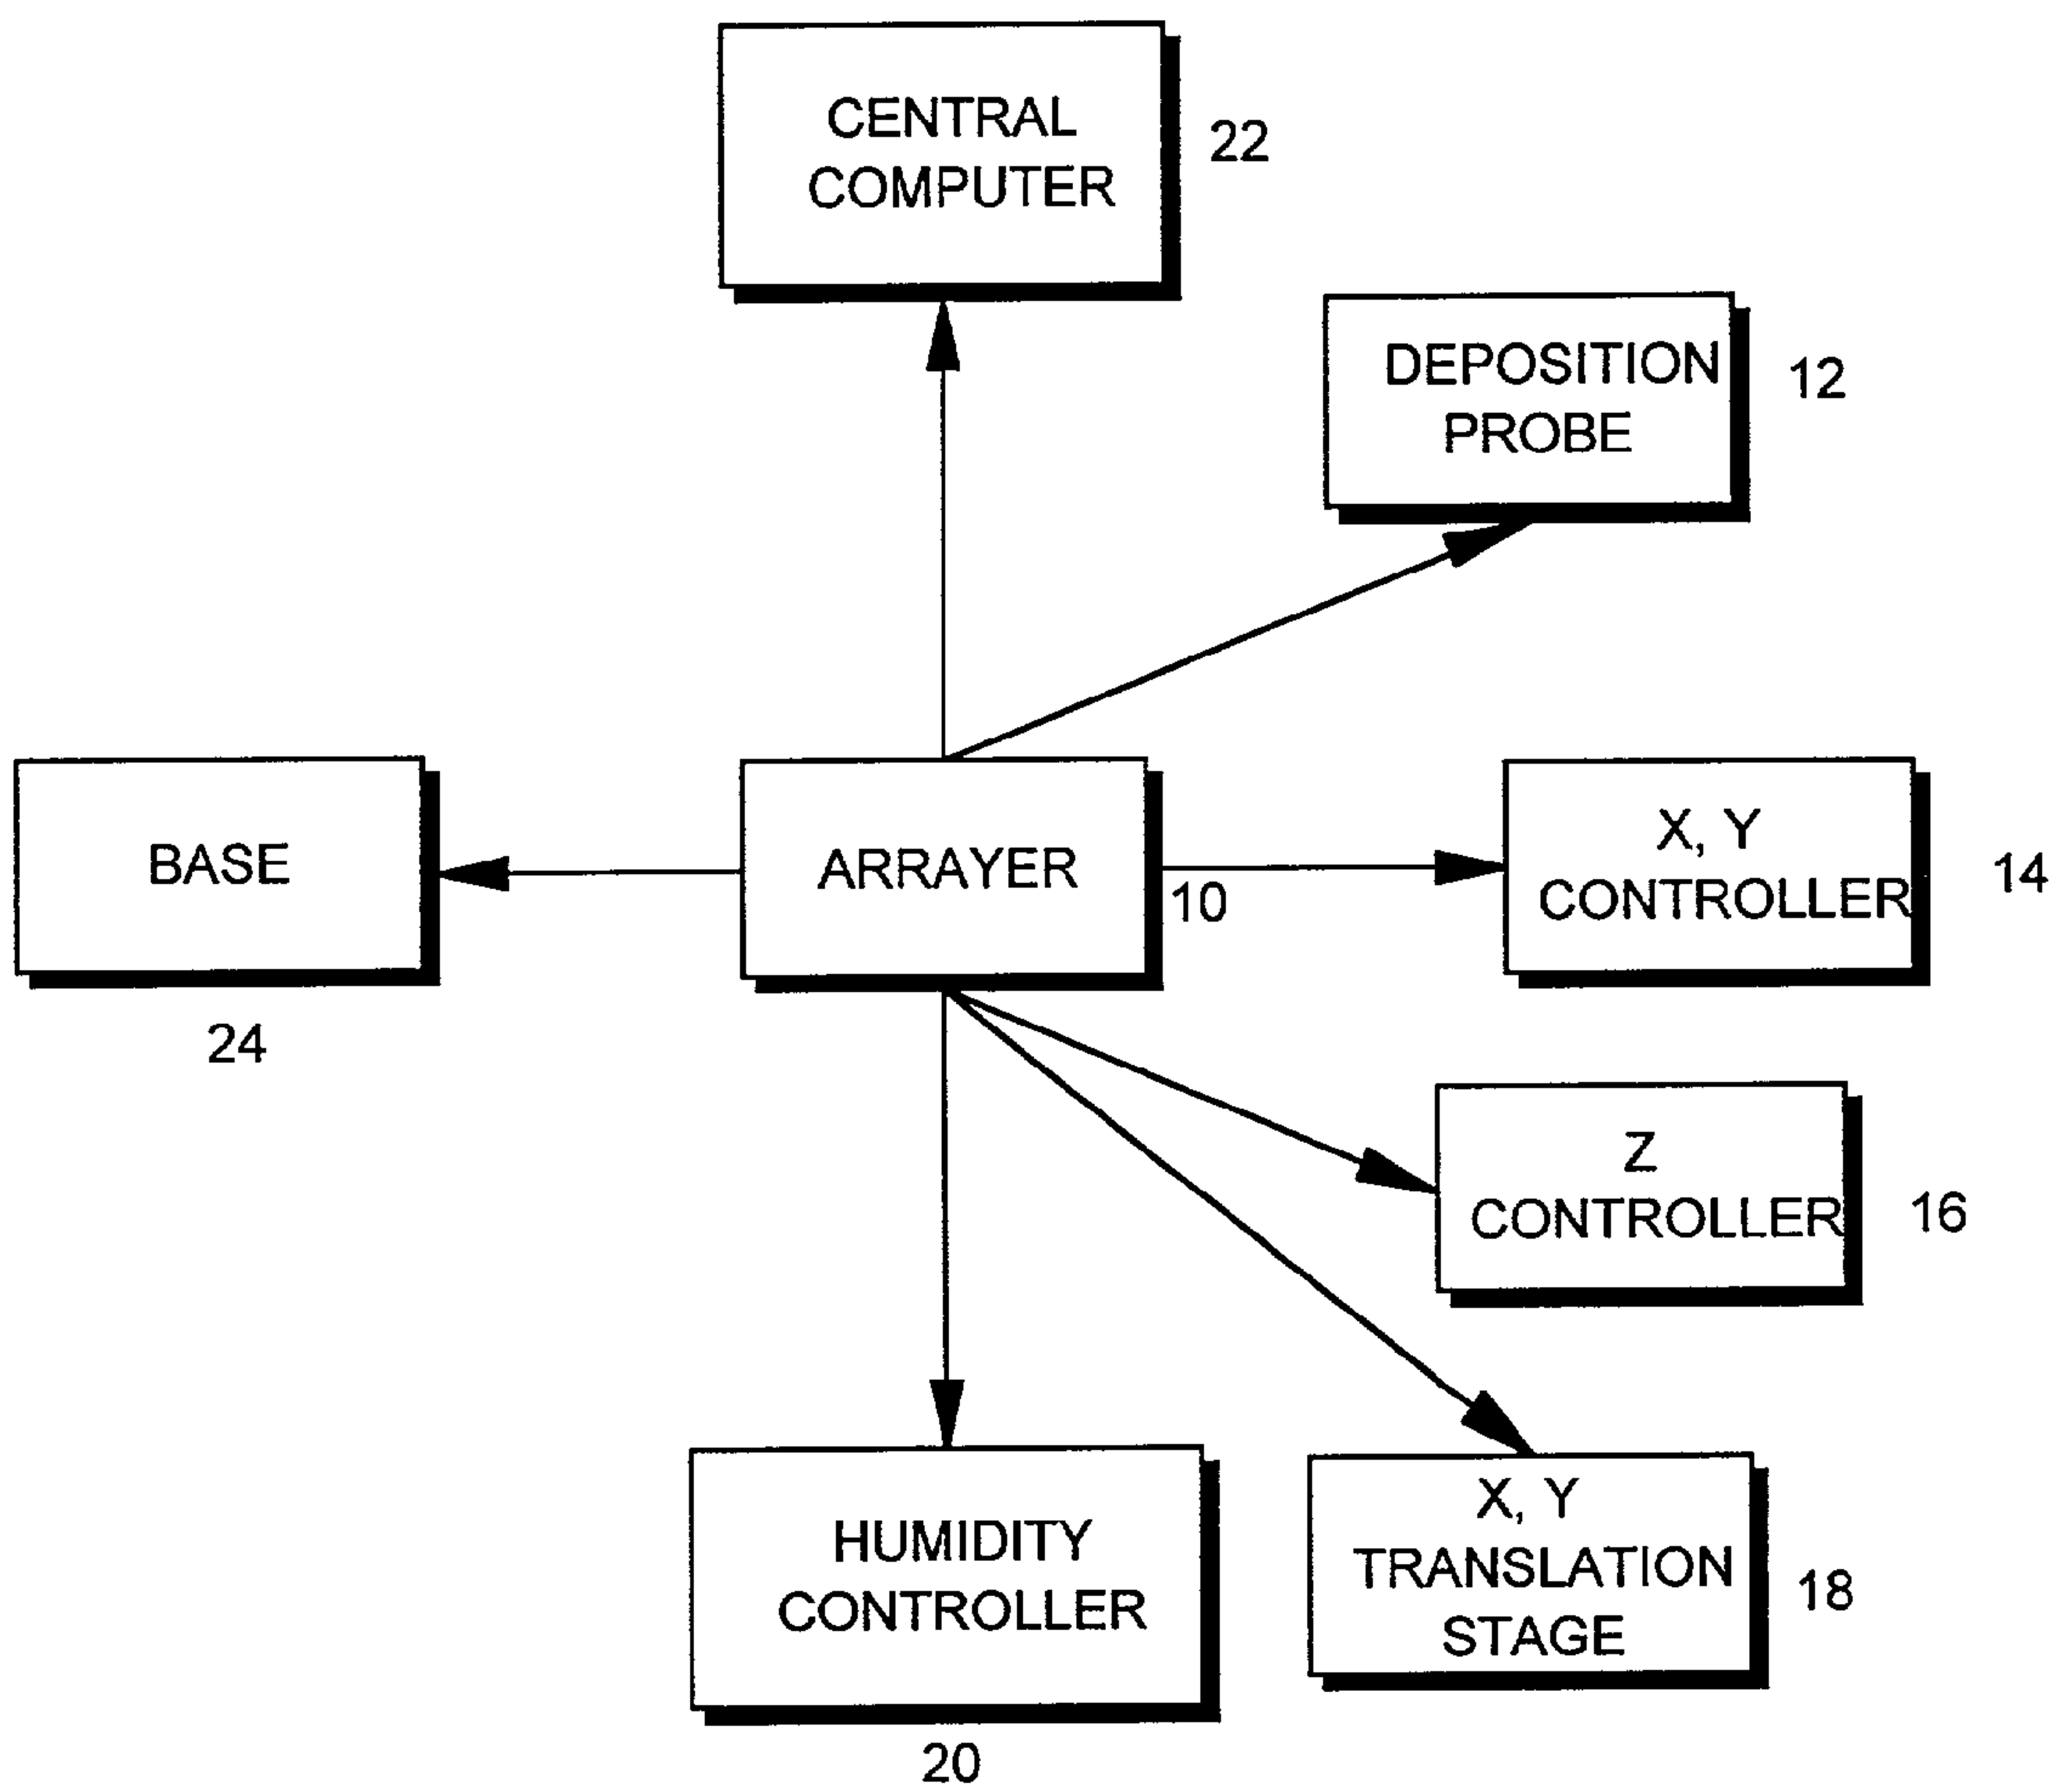 CENTRAL
COMPUTER
22
DEPOSITION
PROBE
12
BASE
24
ARRAYER
10
X, Y
CONTROLLER
14
Z
CONTROLLER
16
HUMIDITY
CONTROLLER
20
X, Y
TRANSLATION
STAGE
18